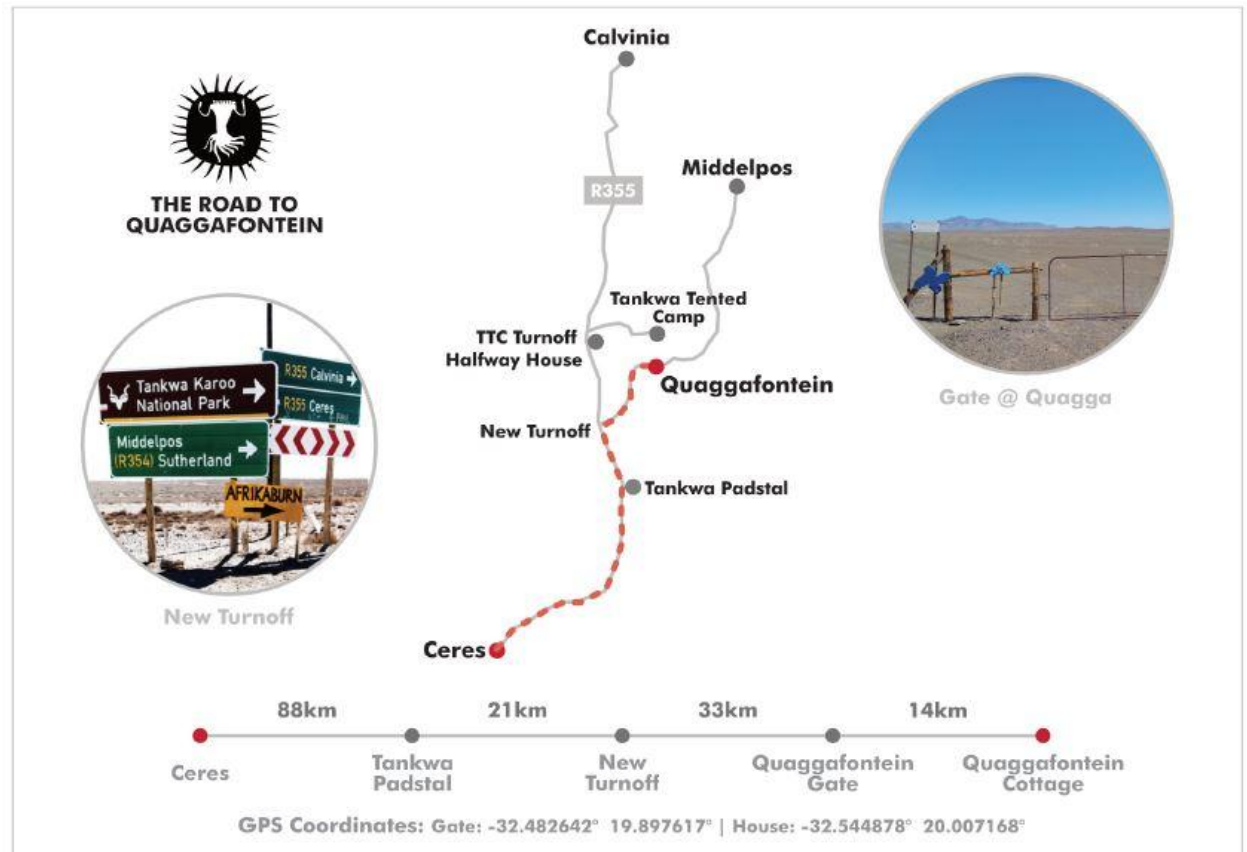 Calvinia
R355
Middelpos
THE ROAD TO
QUAGGAFONTEIN
Tankwa Tented
Camp
TTC Turnoff
Halfway House
Quaggafontein
New Turnoff
Tankwa Padstal
Ceres
Tankwa Karoo
National Park
R355 Calvinia
R355 Ceres
Middelpos
(R354) Sutherland
AFRIKABURN
New Turnoff
Gate @ Quagga
88km
21km
33km
14km
Ceres
Tankwa
Padstal
New
Turnoff
Quaggafontein
Gate
Quaggafontein
Cottage
GPS Coordinates: Gate: -32.482642° 19.897617° | House: -32.544878° 20.007168°